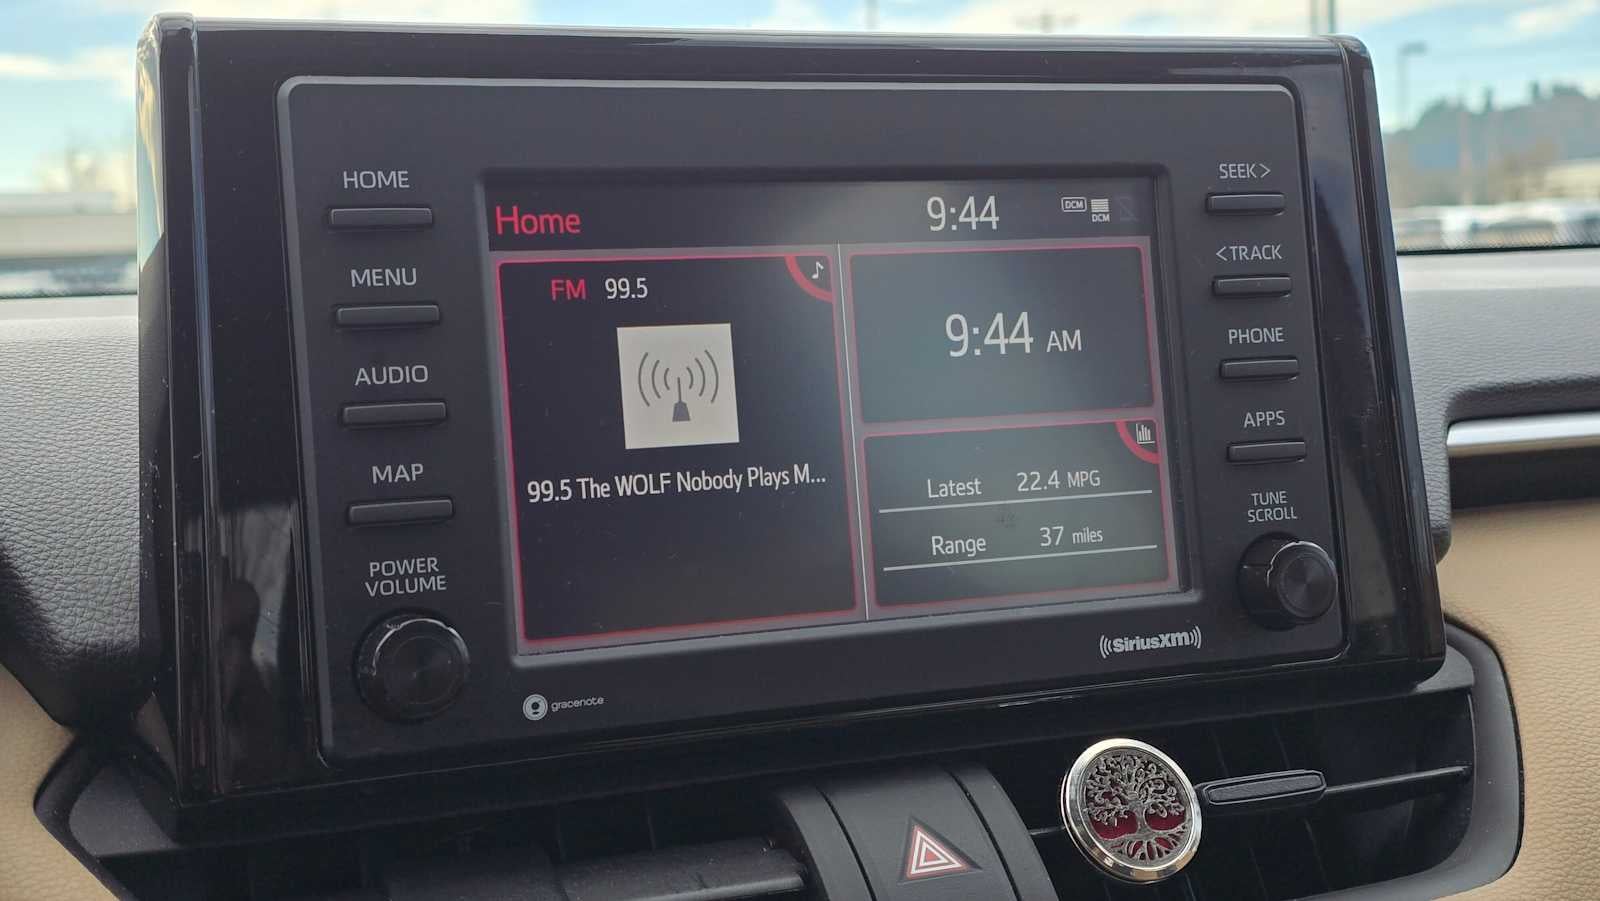 HOME
MENU
AUDIO
MAP
POWER
VOLUME
Home
9:44
DCM
DCM
FM 99.5
99.5 The WOLF Nobody Plays M...
9:44 AM
Latest 22.4 MPG
Range 37 miles
SEEK >
< TRACK
PHONE
APPS
TUNE
SCROLL
gracenote
((SiriusXM))